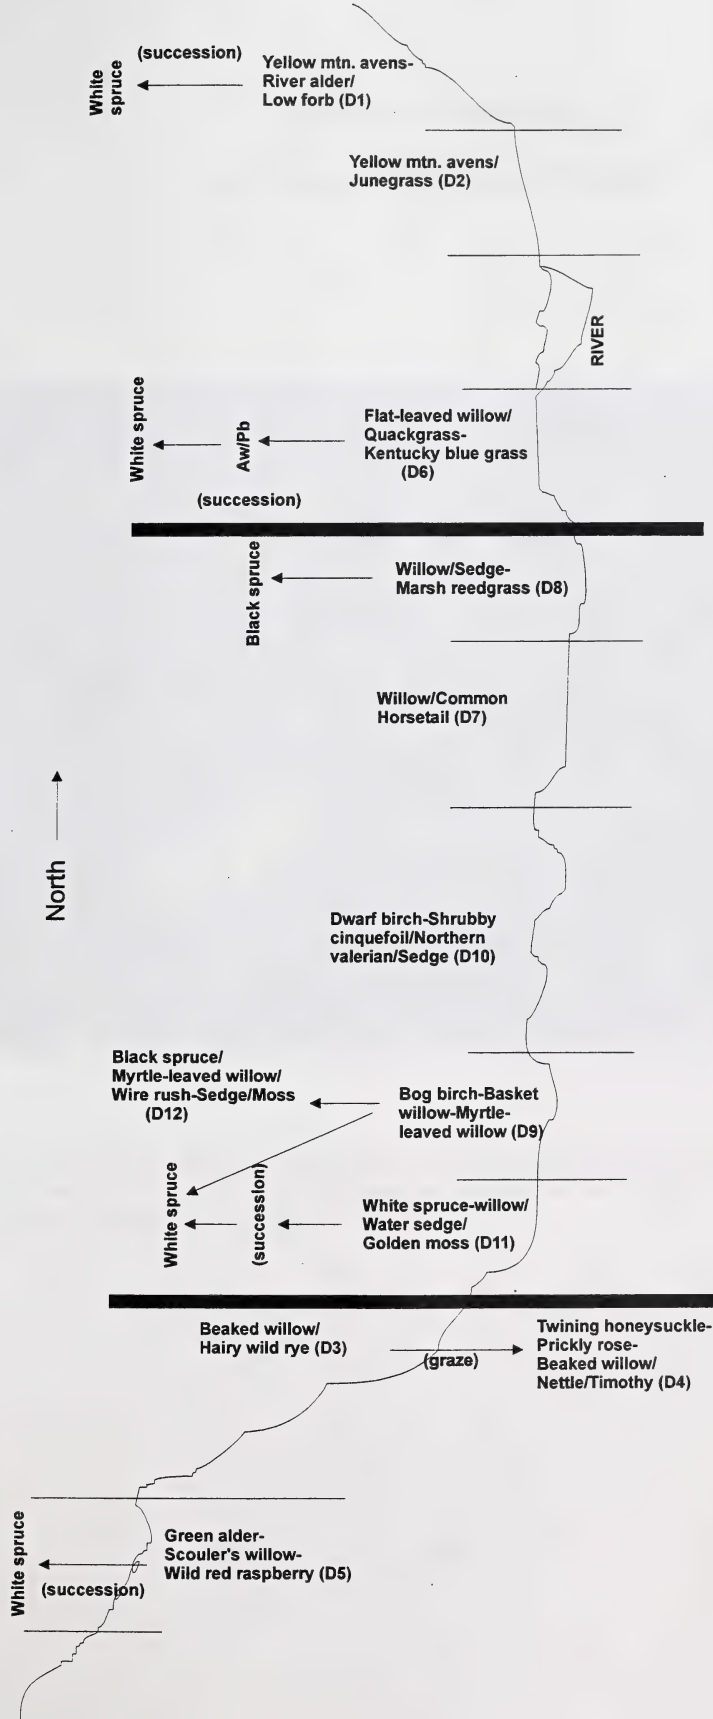 (succession)
White
spruce
Yellow mtn. avens-
River alder/
Low forb (D1)
Yellow mtn. avens/
Junegrass (D2)
RIVER
White spruce
Aw/Pb
Flat-leaved willow/
Quackgrass-
Kentucky blue grass
(D6)
(succession)
Black spruce
Willow/Sedge-
Marsh reedgrass (D8)
Willow/Common
Horsetail (D7)
North
Dwarf birch-Shrubby
cinquefoil/Northern
valerian/Sedge (D10)
Black spruce/
Myrtle-leaved willow/
Wire rush-Sedge/Moss
(D12)
Bog birch-Basket
willow-Myrtle-
leaved willow (D9)
White spruce
(succession)
White spruce-willow/
Water sedge/
Golden moss (D11)
Beaked willow/
Hairy wild rye (D3)
(graze)
Twining honeysuckle-
Prickly rose-
Beaked willow/
Nettle/Timothy (D4)
White spruce
Green alder-
Scouler's willow-
Wild red raspberry (D5)
(succession)